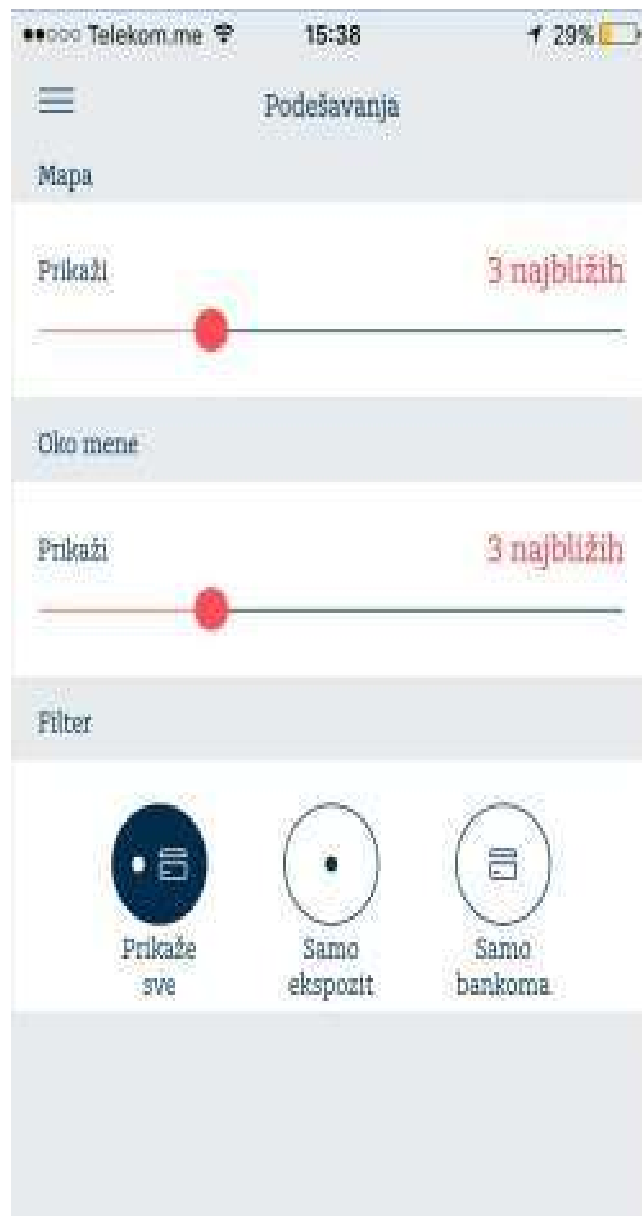 Telekom.me 15:38 29%
Podešavanja
Mapa
Prikaži 3 najbližih
Oko mene
Prikaži 3 najbližih
Filter
Prikaže Samo Samo
sve ekspozit bankoma